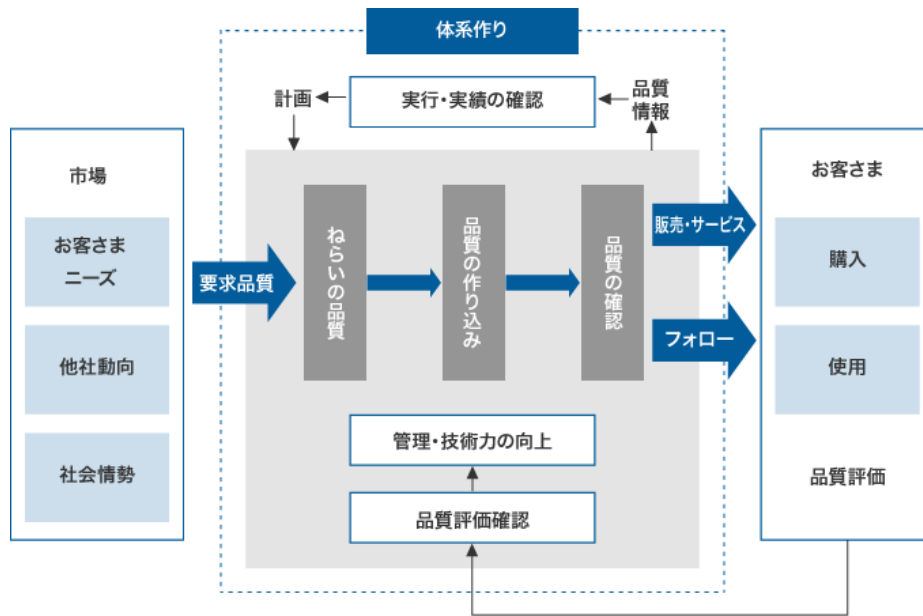 体系作り
計画
実行・実績の確認
品質
情報
市場
お客さま
ニーズ
他社動向
社会情勢
要求品質
ねらいの品質
品質の作り込み
品質の確認
販売・サービス
フォロー
管理・技術力の向上
品質評価確認
お客さま
購入
使用
品質評価